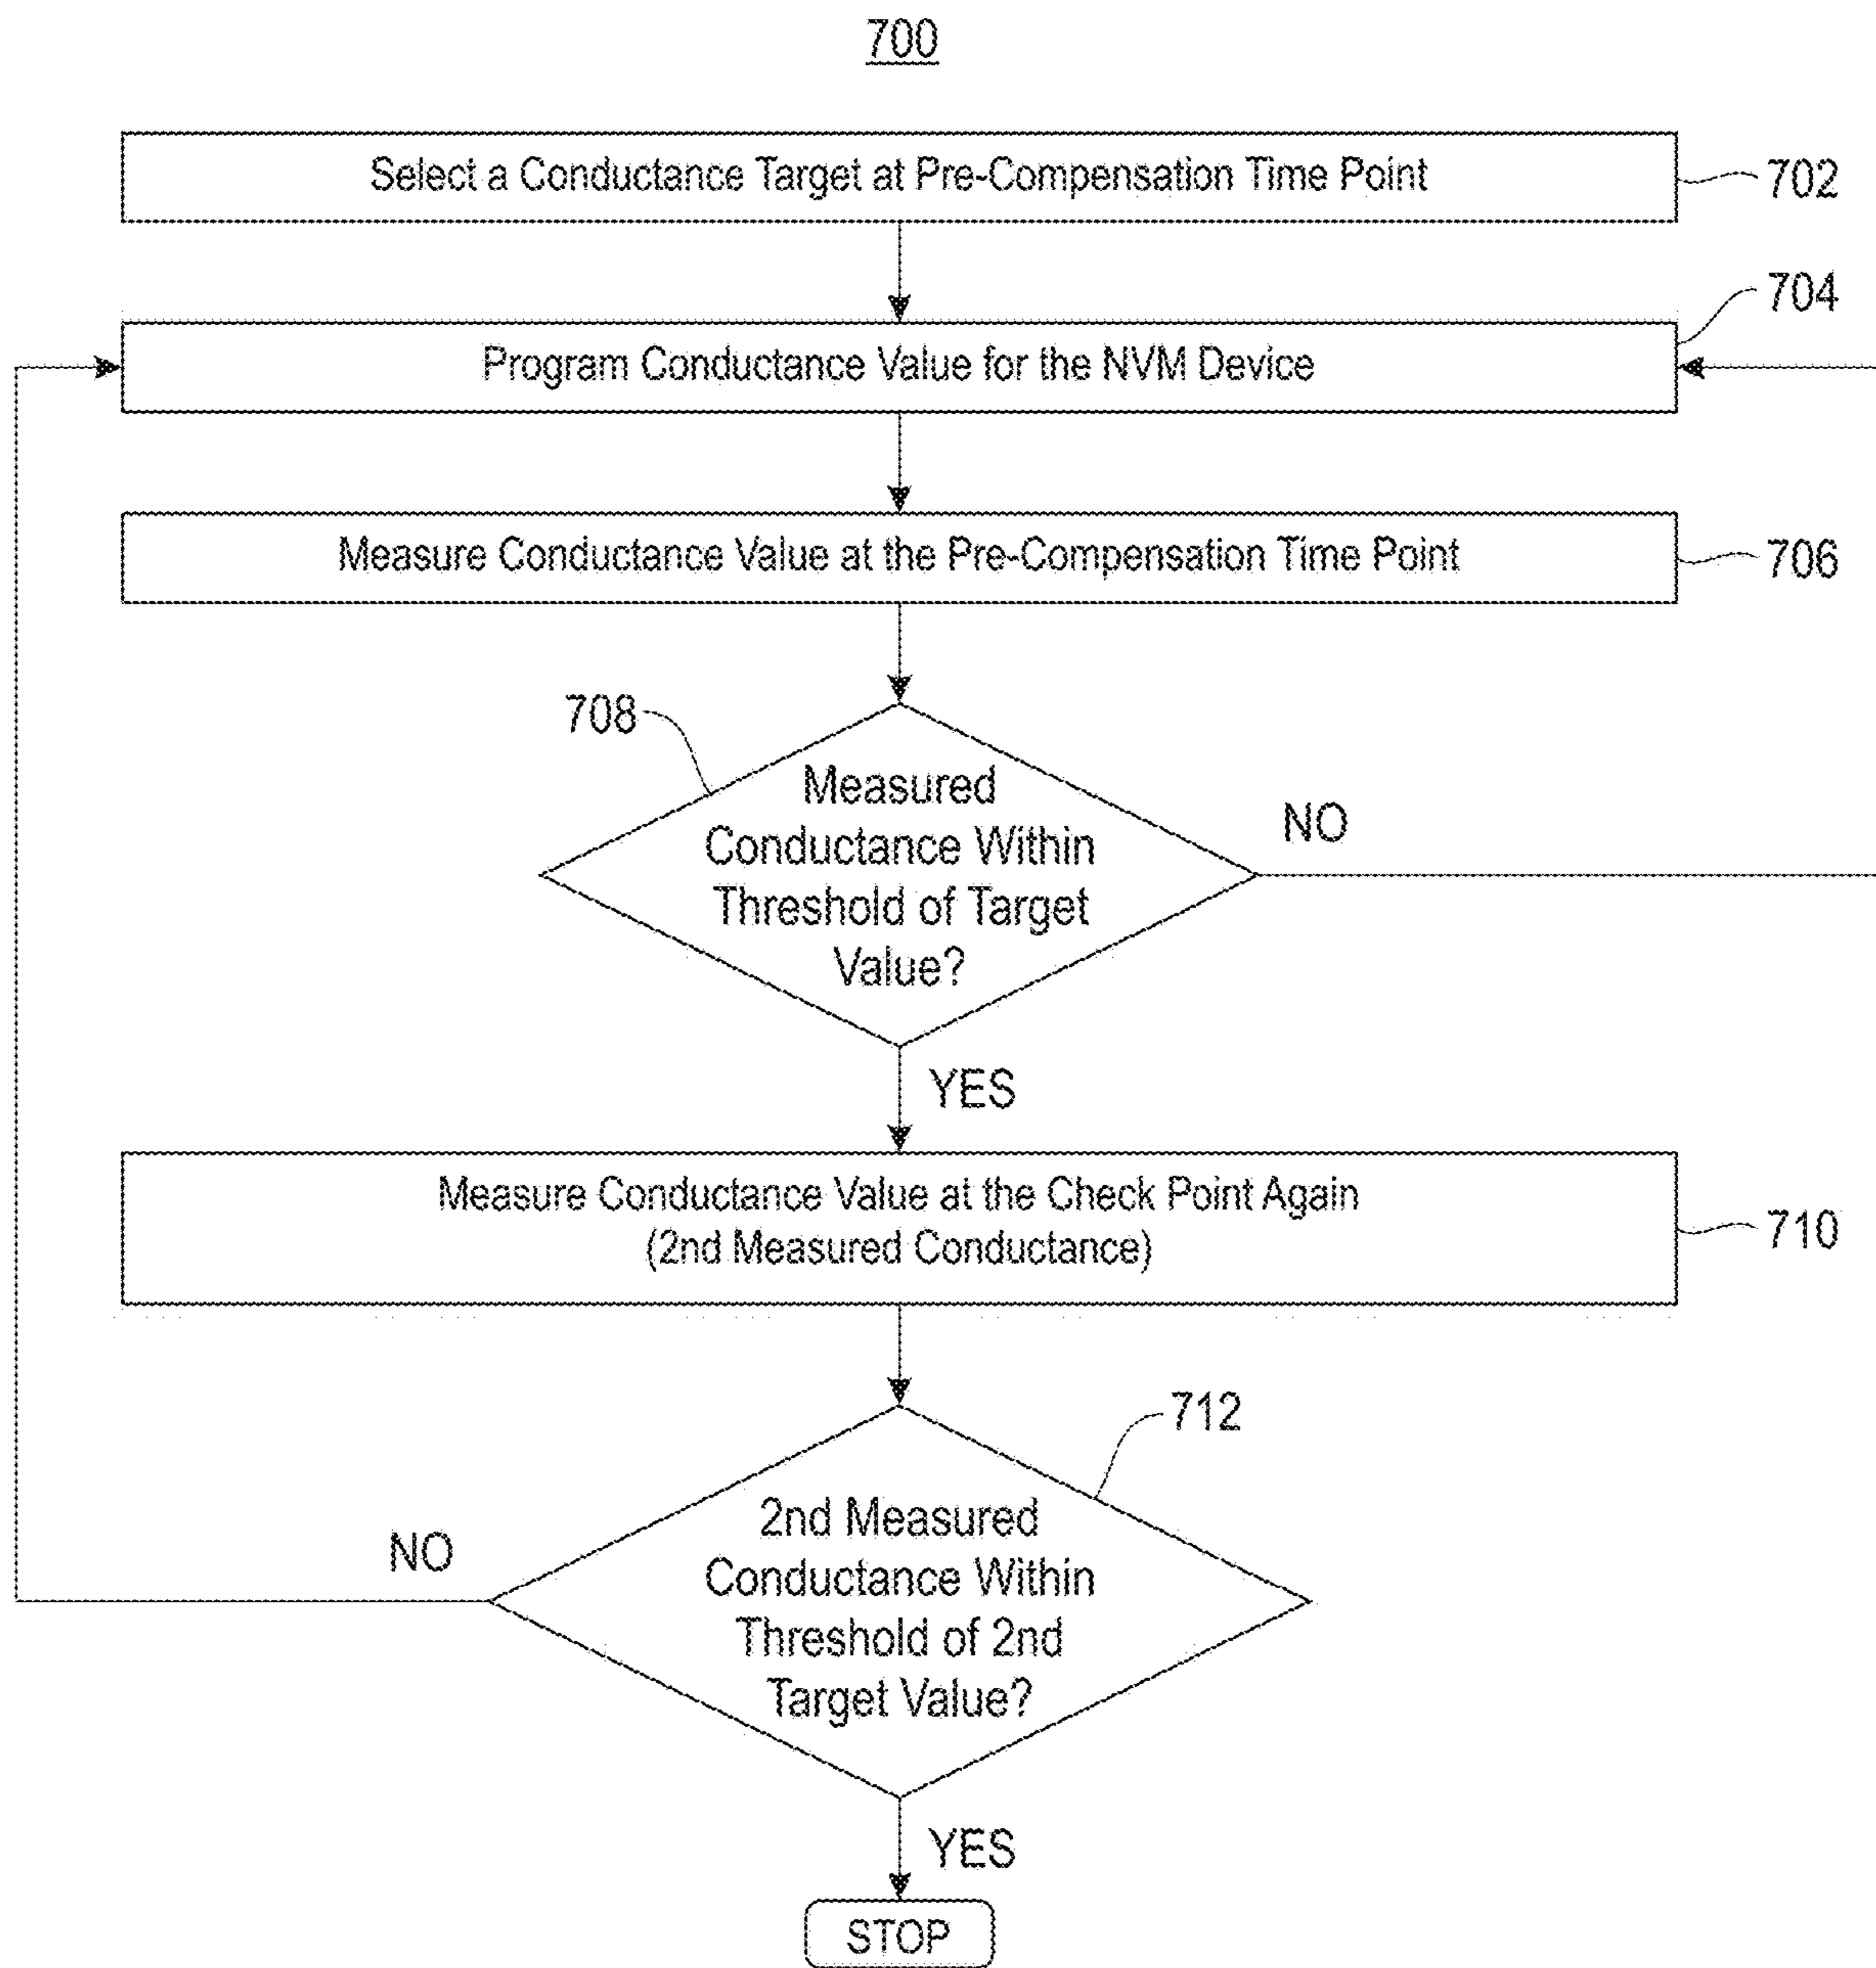 700
Select a Conductance Target at Pre-Compensation Time Point
702
704
Program Conductance Value for the NVM Device
Measure Conductance Value at the Pre-Compensation Time Point
706
708
Measured
Conductance Within
Threshold of Target
Value?
NO
YES
Measure Conductance Value at the Check Point Again
(2nd Measured Conductance)
710
712
2nd Measured
Conductance Within
Threshold of 2nd
Target Value?
NO
YES
STOP